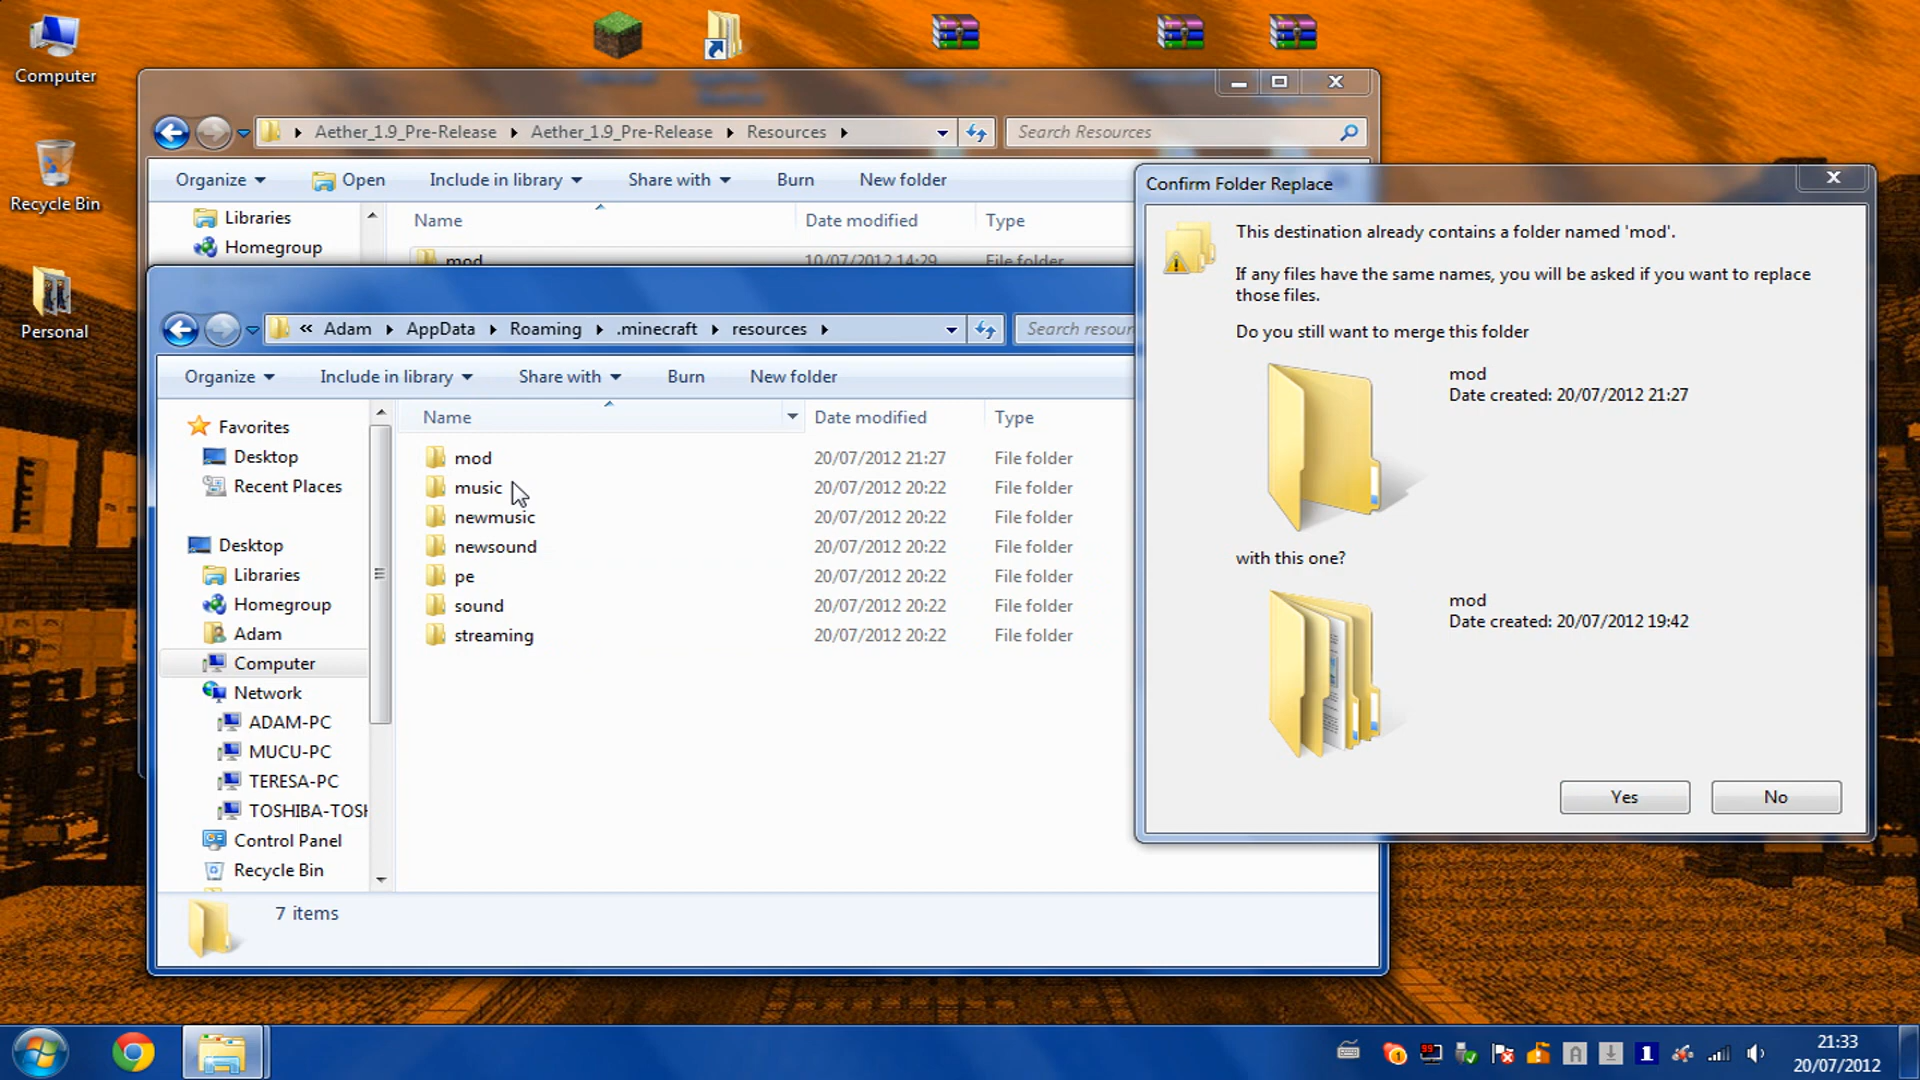 Computer
Recycle Bin
Personal
Aether_1.9_Pre-Release
Aether_1.9_Pre-Release
Resources
Search Resources
Organize
Open
Include in library
Share with
Burn
New folder
Libraries
Homegroup
Name
Date modified
Type
mod
10/07/2012 14:29
File folder
« Adam
AppData
Roaming
.minecraft
resources
Search resour
Organize
Include in library
Share with
Burn
New folder
Favorites
Desktop
Recent Places
Desktop
Libraries
Homegroup
Adam
Computer
Network
ADAM-PC
MUCU-PC
TERESA-PC
TOSHIBA-TOSH
Control Panel
Recycle Bin
Name
Date modified
Type
mod 20/07/2012 21:27 File folder
music 20/07/2012 20:22 File folder
newmusic 20/07/2012 20:22 File folder
newsound 20/07/2012 20:22 File folder
pe 20/07/2012 20:22 File folder
sound 20/07/2012 20:22 File folder
streaming 20/07/2012 20:22 File folder
7 items
Confirm Folder Replace
This destination already contains a folder named 'mod'.
If any files have the same names, you will be asked if you want to replace
those files.
Do you still want to merge this folder
mod
Date created: 20/07/2012 21:27
with this one?
mod
Date created: 20/07/2012 19:42
Yes
No
1
99
A
1
21:33
20/07/2012